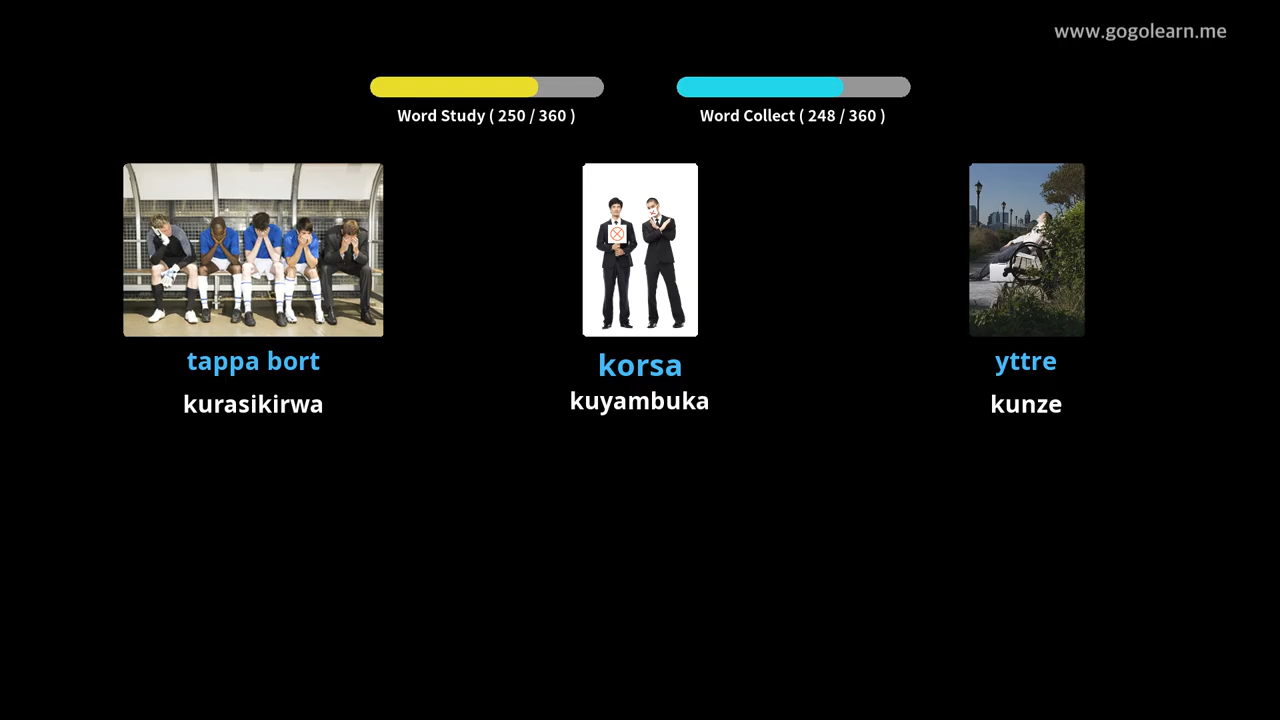 www.gogolearn.me
Word Study ( 250 / 360 )
Word Collect ( 248 / 360 )
tappa bort
korsa
yttre
kurasikirwa
kuyambuka
kunze